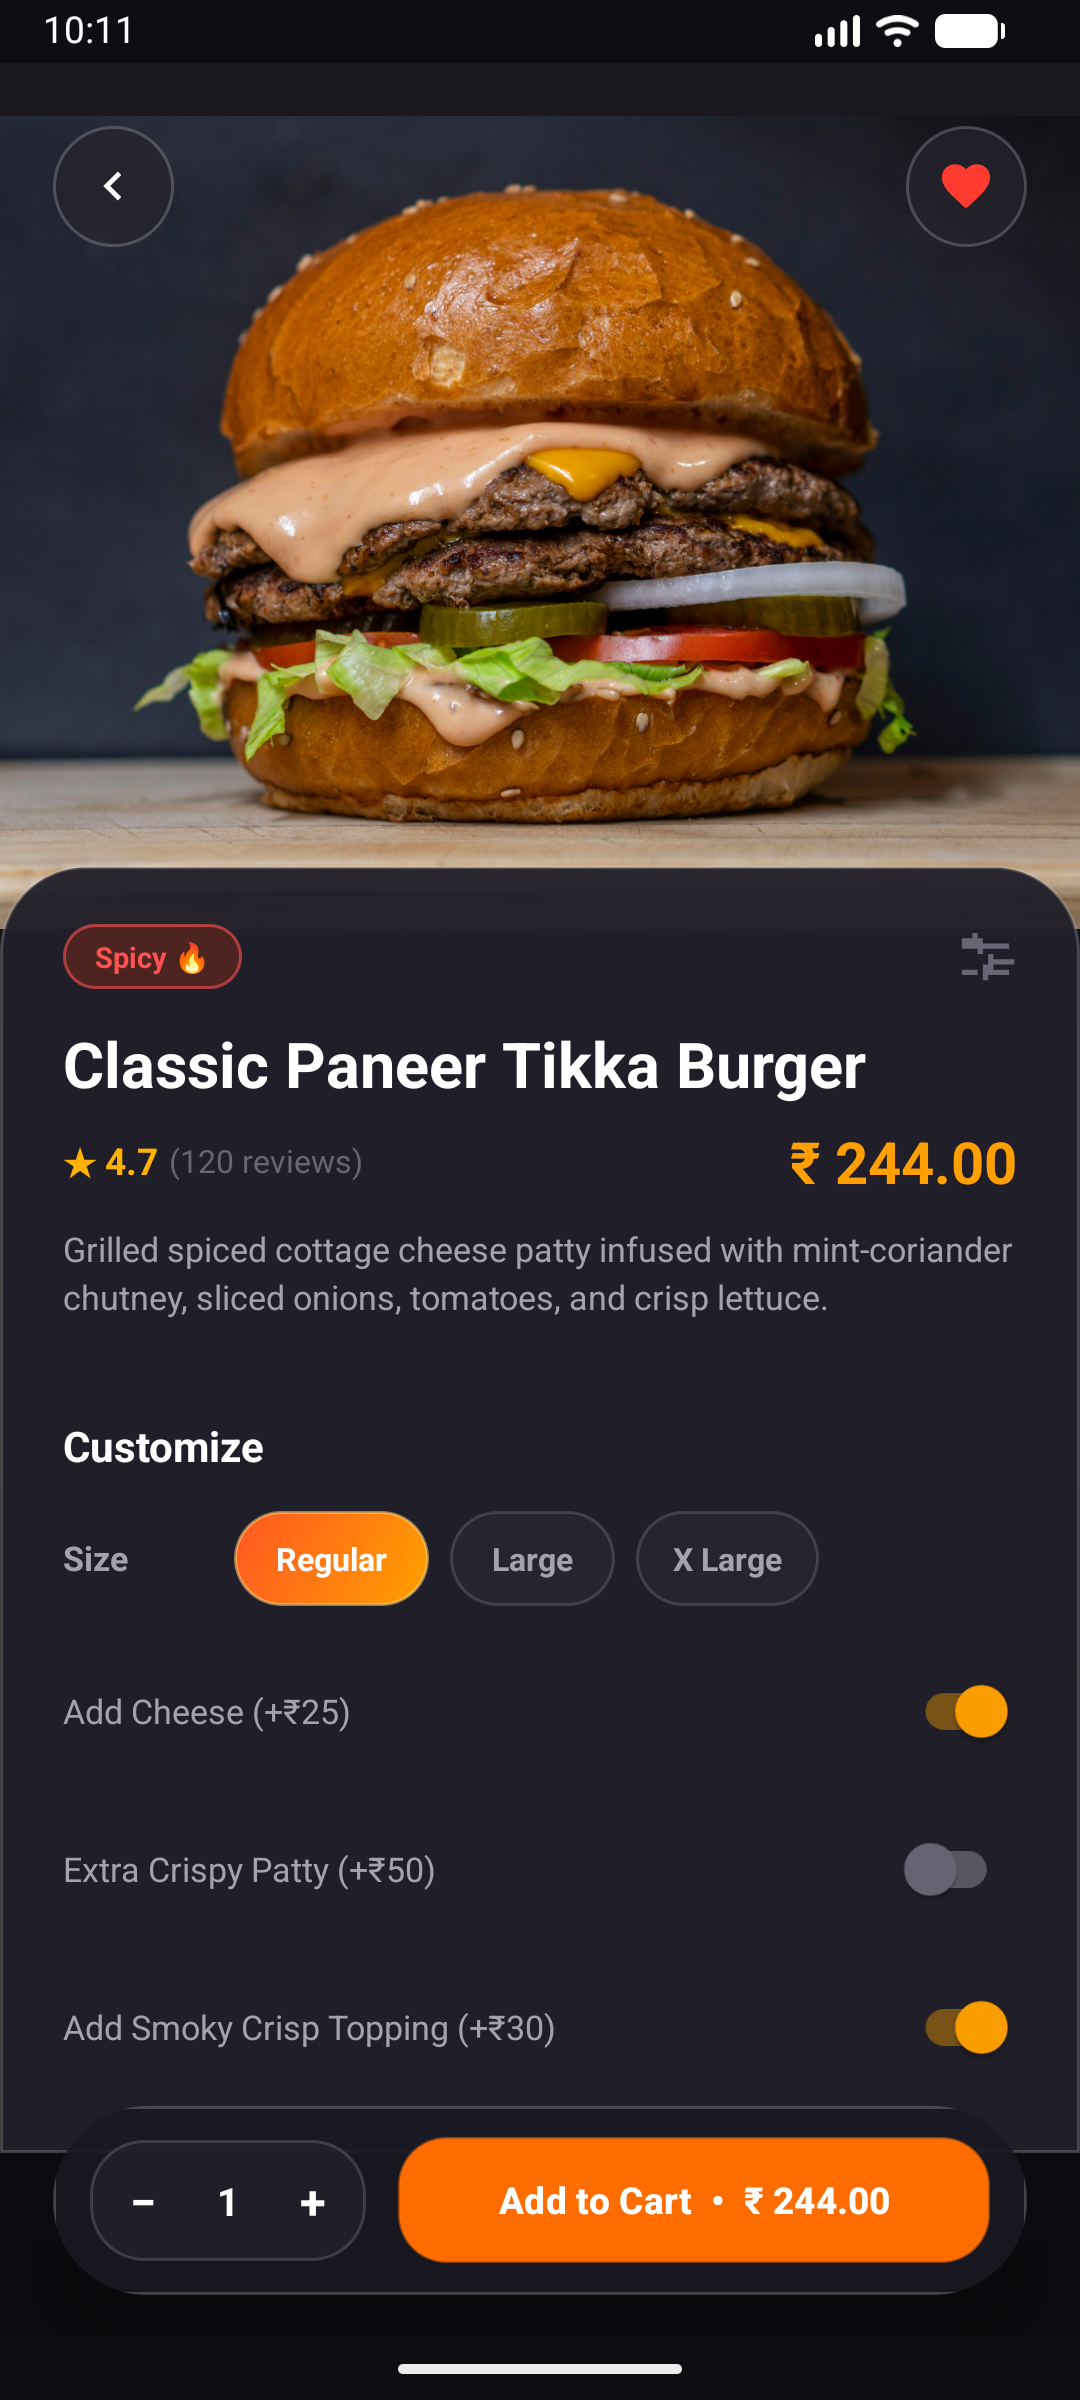 10:11
Spicy 🔥
Classic Paneer Tikka Burger
★ 4.7 (120 reviews)
₹ 244.00
Grilled spiced cottage cheese patty infused with mint-coriander
chutney, sliced onions, tomatoes, and crisp lettuce.
Customize
Size Regular Large X Large
Add Cheese (+₹25)
Extra Crispy Patty (+₹50)
Add Smoky Crisp Topping (+₹30)
− 1 + Add to Cart • ₹ 244.00